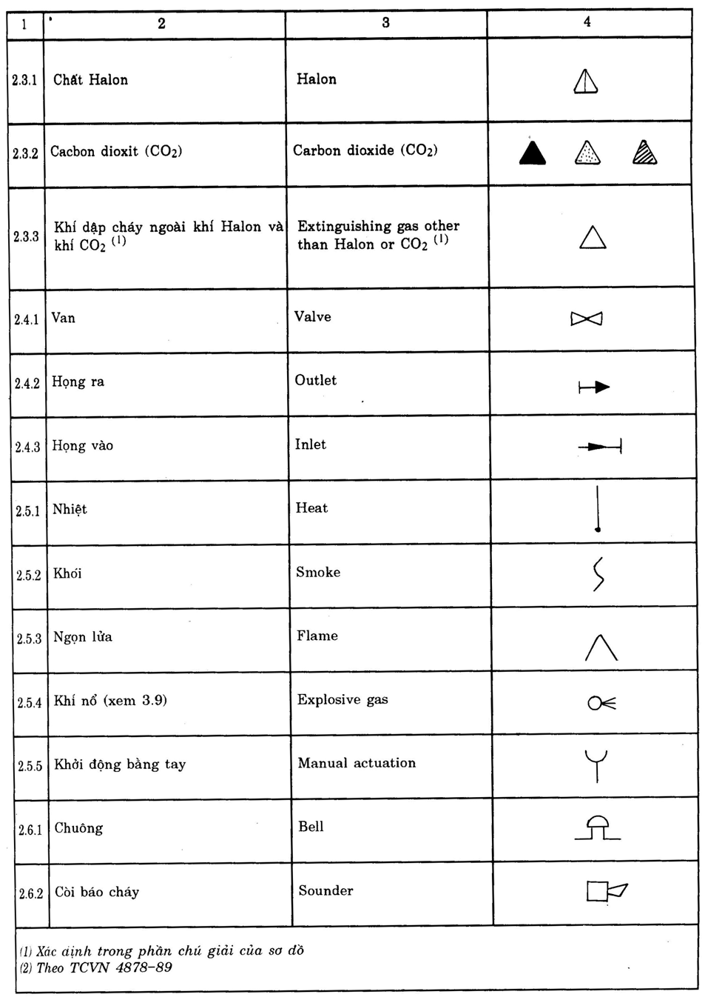 1 2 3 4
2.3.1 Chất Halon Halon
2.3.2 Cacbon dioxit (CO2) Carbon dioxide (CO2)
2.3.3 Khí dập cháy ngoài khí Halon và Extinguishing gas other
khí CO2 (1) than Halon or CO2 (1)
2.4.1 Van Valve
2.4.2 Họng ra Outlet
2.4.3 Họng vào Inlet
2.5.1 Nhiệt Heat
2.5.2 Khói Smoke
2.5.3 Ngọn lửa Flame
2.5.4 Khí nổ (xem 3.9) Explosive gas
2.5.5 Khởi động bằng tay Manual actuation
2.6.1 Chuông Bell
2.6.2 Còi báo cháy Sounder
(1) Xác định trong phần chú giải của sơ đồ
(2) Theo TCVN 4878-89